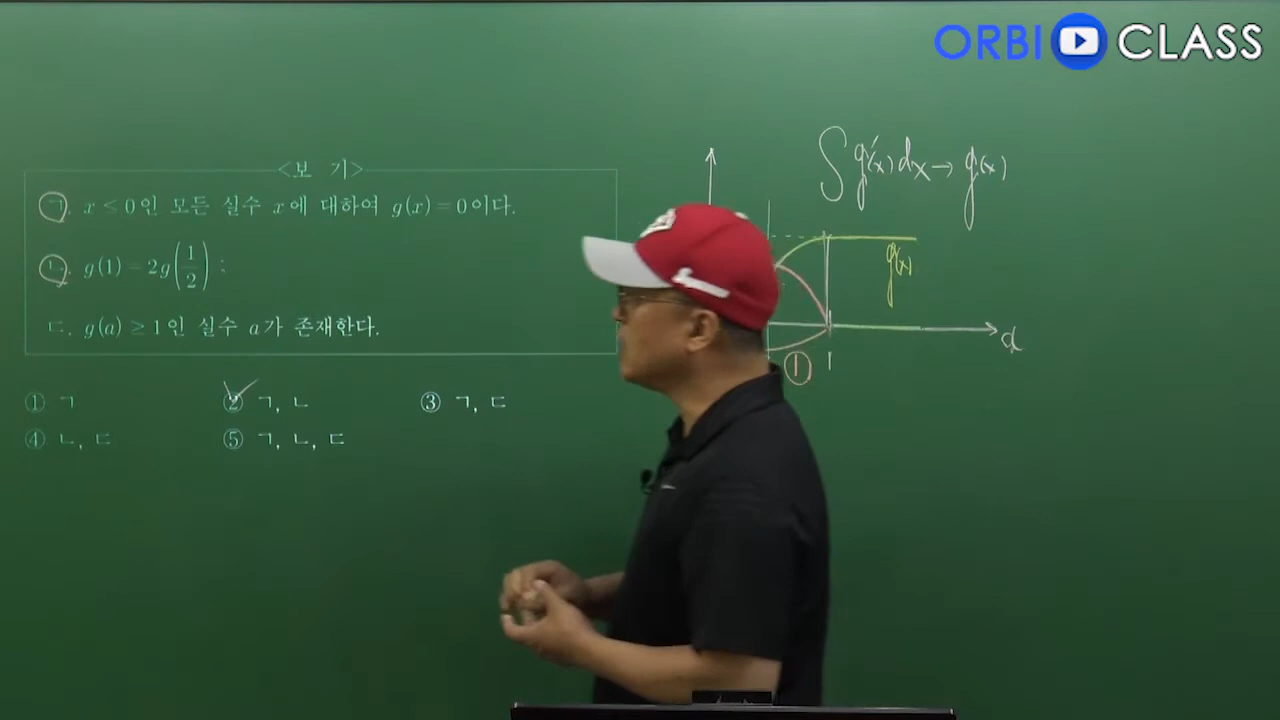 ORBI CLASS
<보 기>
ㄱ. x ≤ 0인 모든 실수 x에 대하여 g(x) = 0이다.
ㄴ. g(1) = 2g(1/2)
ㄷ. g(a) ≥ 1인 실수 a가 존재한다.
① ㄱ ② ㄱ, ㄴ ③ ㄱ, ㄷ
④ ㄴ, ㄷ ⑤ ㄱ, ㄴ, ㄷ
∫g'(x)dx → g(x)
g(x)
①
1